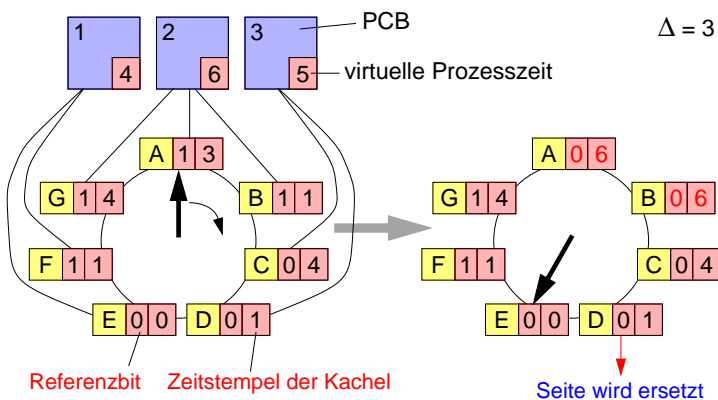 1 2 3 PCB Δ = 3
4 6 5 virtuelle Prozesszeit
A 1 3 A 0 6
G 1 4 B 1 1 G 1 4 B 0 6
F 1 1 C 0 4 F 1 1 C 0 4
E 0 0 D 0 1 E 0 0 D 0 1
Referenzbit Zeitstempel der Kachel Seite wird ersetzt